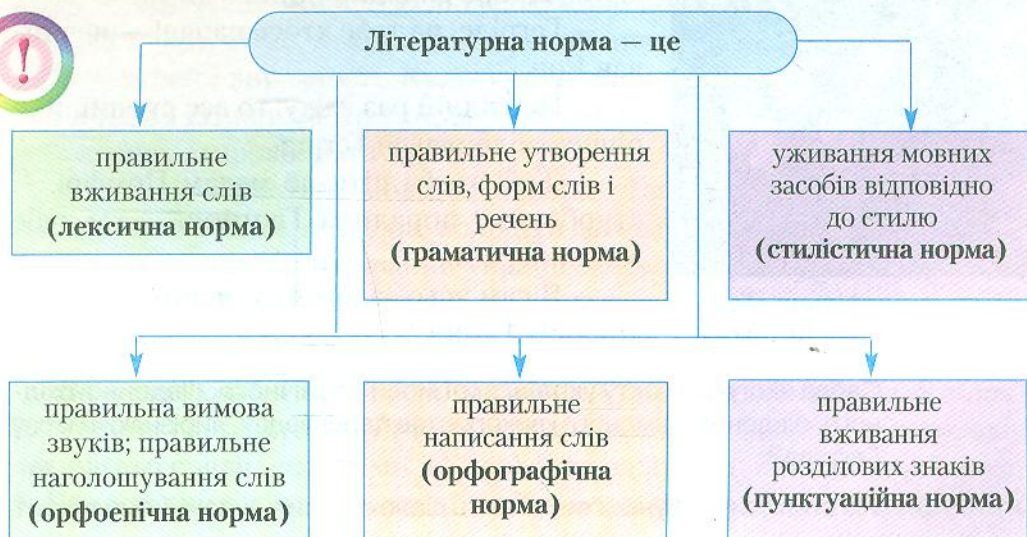 !
Літературна норма — це
правильне
вживання слів
(лексична норма)
правильне утворення
слів, форм слів і
речень
(граматична норма)
уживання мовних
засобів відповідно
до стилю
(стилістична норма)
правильна вимова
звуків; правильне
наголошування слів
(орфоепічна норма)
правильне
написання слів
(орфографічна
норма)
правильне
вживання
розділових знаків
(пунктуаційна норма)